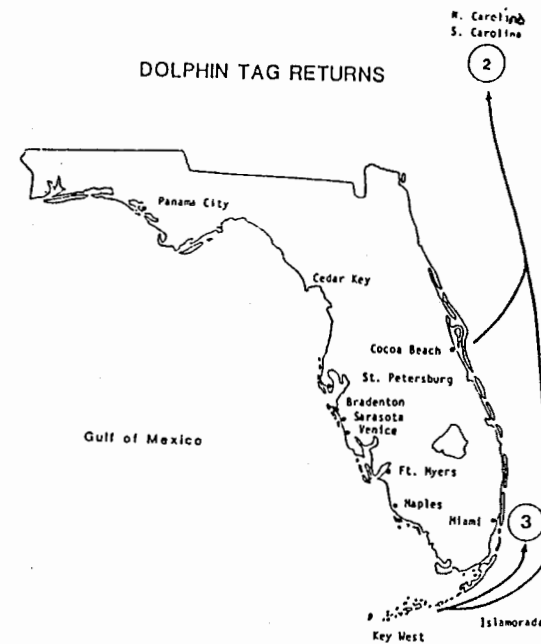 N. Carolina
S. Carolina
2
DOLPHIN TAG RETURNS
Panama City
Cedar Key
Cocoa Beach
St. Petersburg
Bradenton
Sarasota
Venice
Gulf of Mexico
Ft. Myers
Naples
Miami
3
Islamorada
Key West